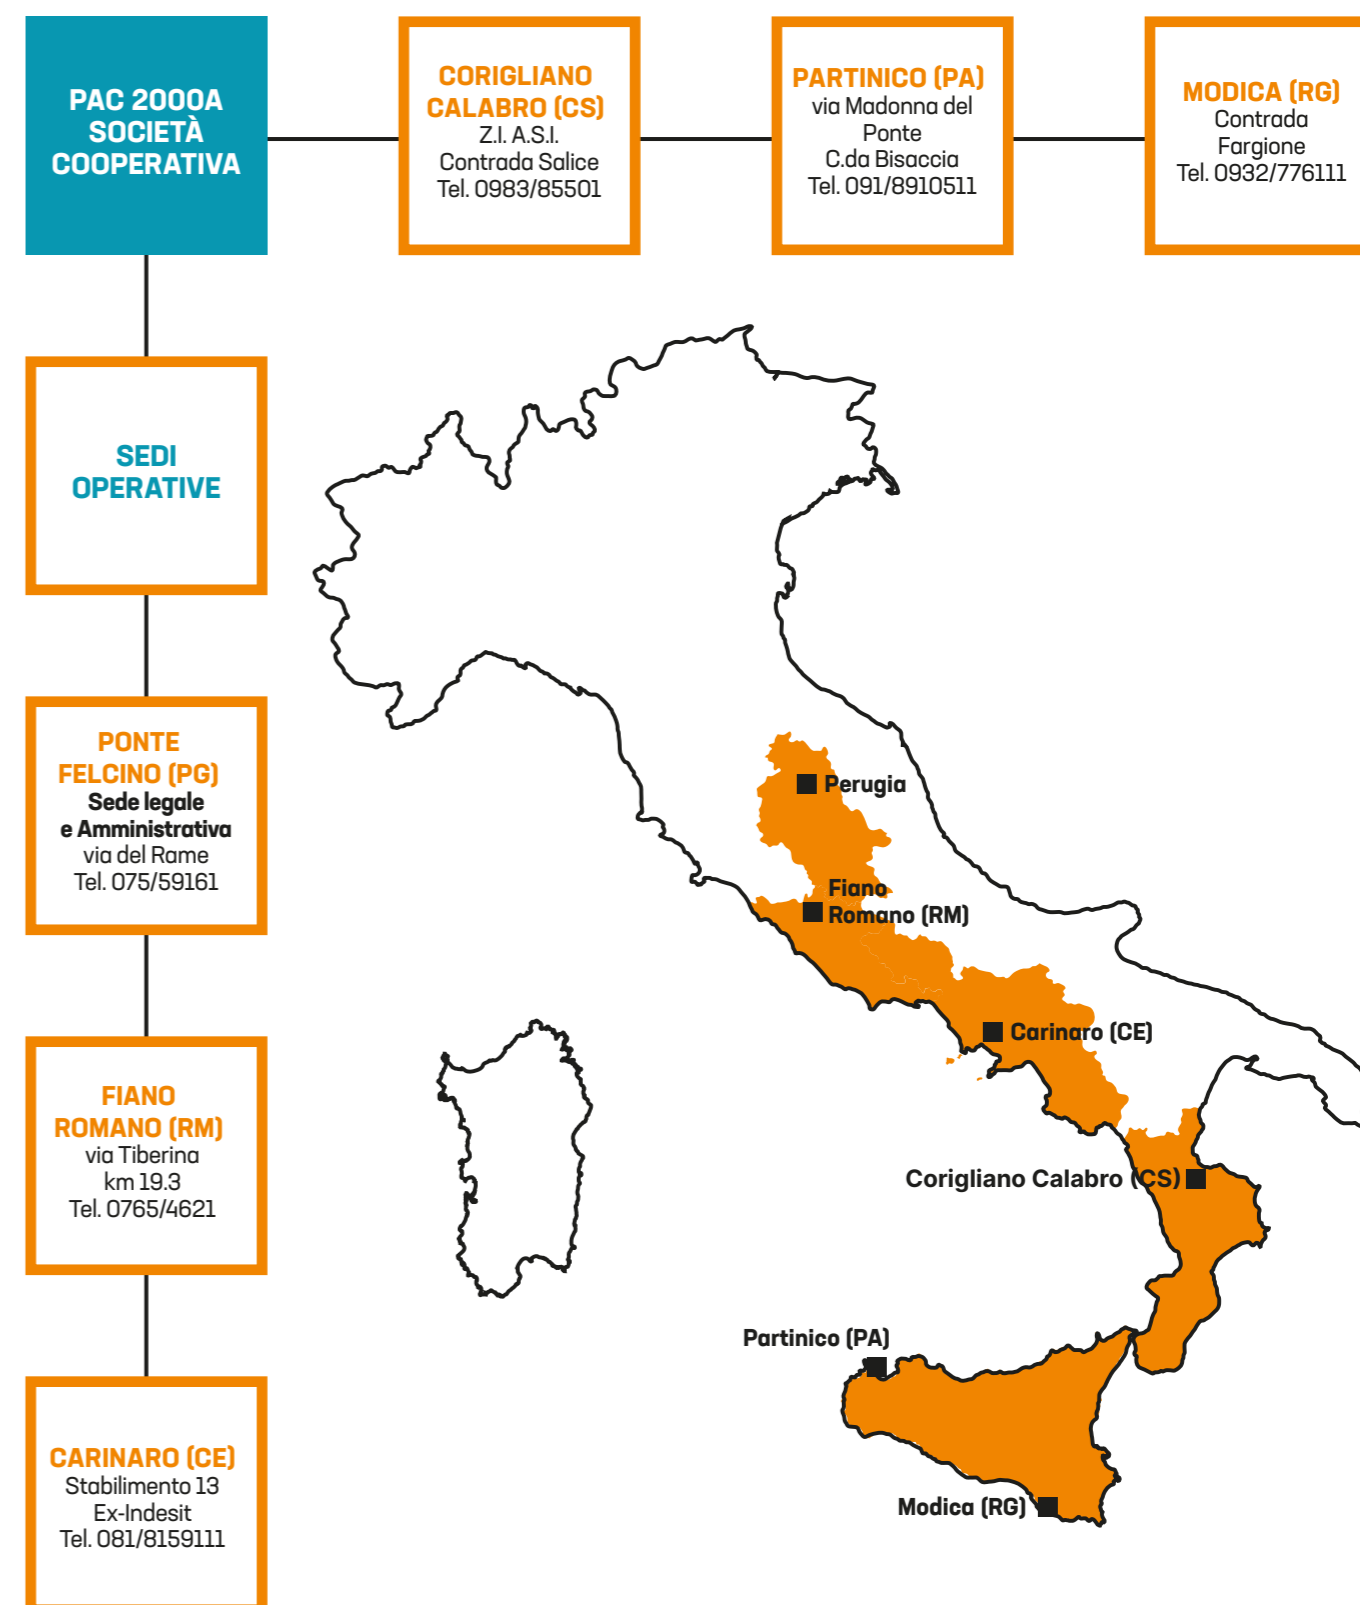 PAC 2000A
SOCIETÀ
COOPERATIVA
CORIGLIANO
CALABRO (CS)
Z.I. A.S.I.
Contrada Salice
Tel. 0983/85501
PARTINICO (PA)
via Madonna del
Ponte
C.da Bisaccia
Tel. 091/8910511
MODICA (RG)
Contrada
Fargione
Tel. 0932/776111
SEDI
OPERATIVE
PONTE
FELCINO (PG)
Sede legale
e Amministrativa
via del Rame
Tel. 075/59161
FIANO
ROMANO (RM)
via Tiberina
km 19.3
Tel. 0765/4621
CARINARO (CE)
Stabilimento 13
Ex-Indesit
Tel. 081/8159111
Perugia
Fiano
Romano (RM)
Carinaro (CE)
Corigliano Calabro (CS)
Partinico (PA)
Modica (RG)